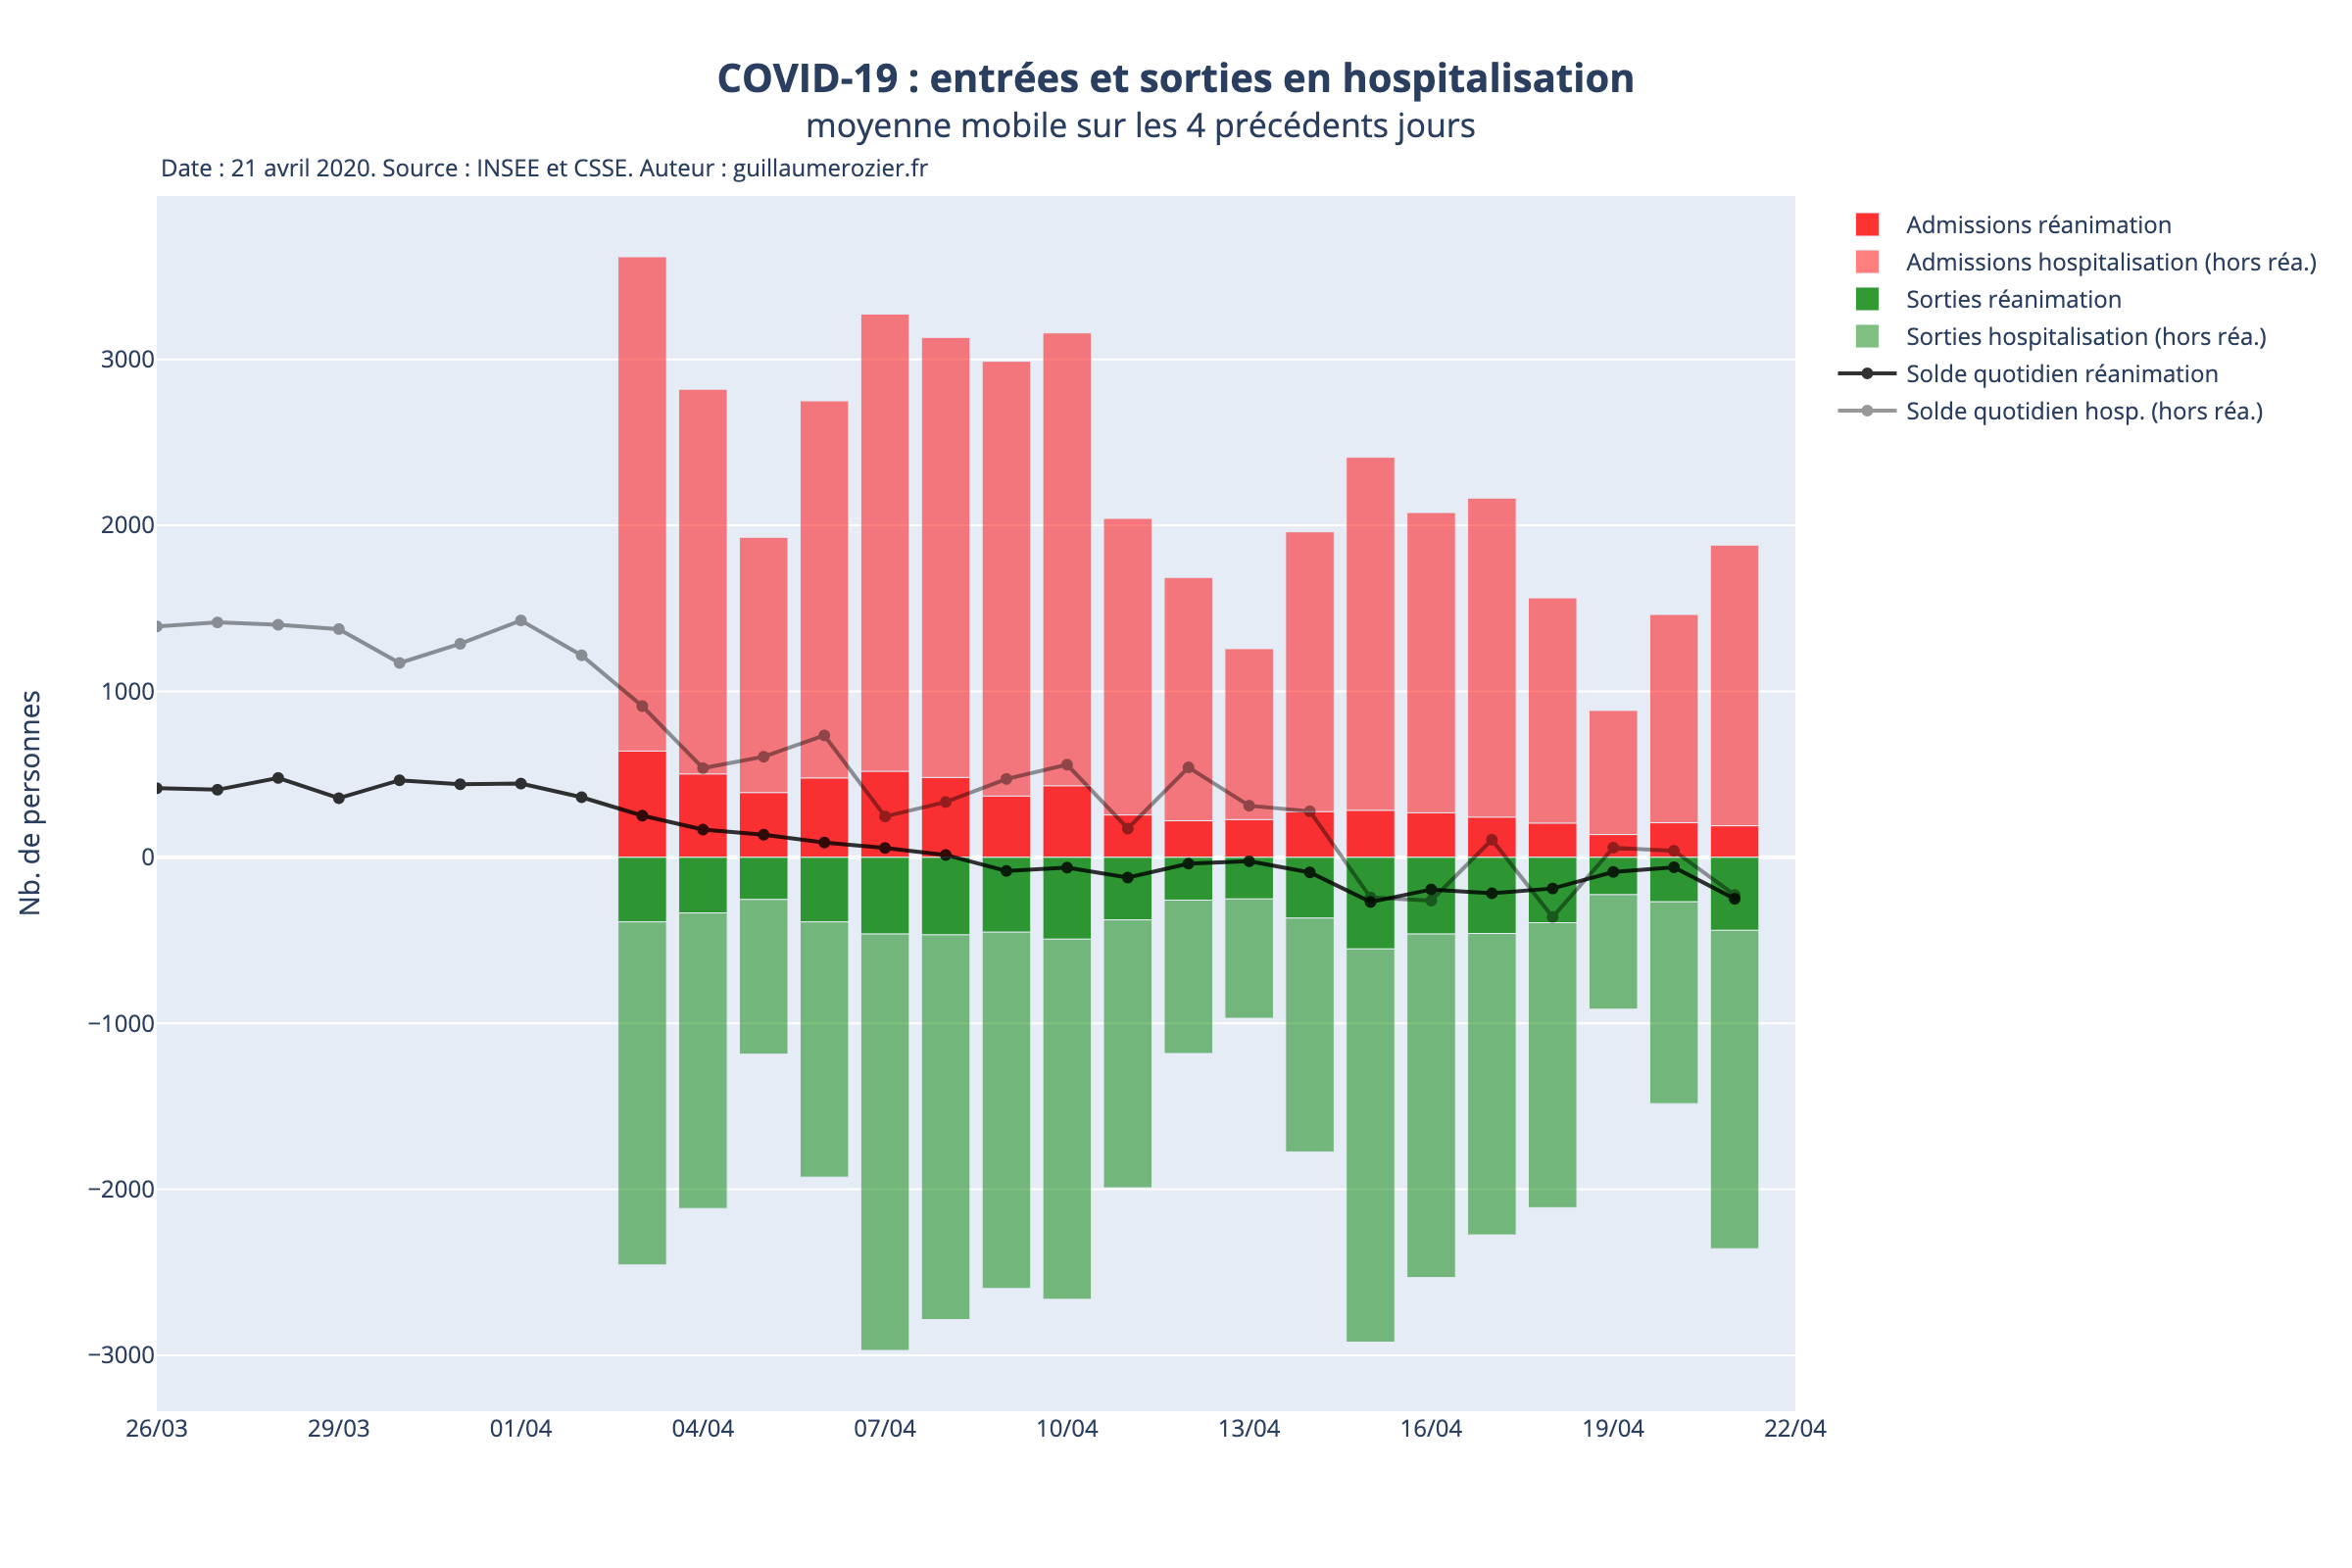 COVID-19 : entrées et sorties en hospitalisation
moyenne mobile sur les 4 précédents jours
Date : 21 avril 2020. Source : INSEE et CSSE. Auteur : guillaumerozier.fr
Admissions réanimation
Admissions hospitalisation (hors réa.)
Sorties réanimation
Sorties hospitalisation (hors réa.)
Solde quotidien réanimation
Solde quotidien hosp. (hors réa.)
Nb. de personnes
3000
2000
1000
0
−1000
−2000
−3000
26/03 29/03 01/04 04/04 07/04 10/04 13/04 16/04 19/04 22/04